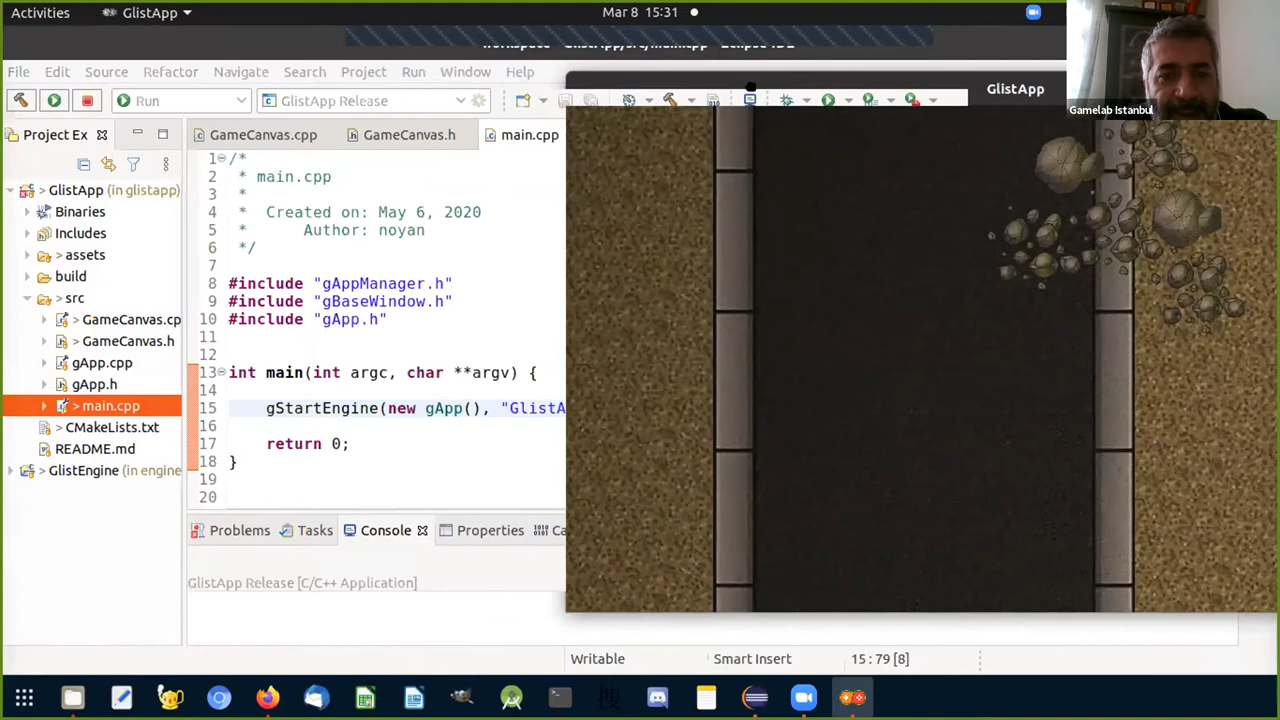 Activities
GlistApp
Mar 8 15:31
GlistApp
Gamelab Istanbul
File Edit Source Refactor Navigate Search Project Run Window Help
Run
GlistApp Release
Project Ex
GameCanvas.cpp
GameCanvas.h
main.cpp
> GlistApp (in glistapp)
Binaries
Includes
> assets
build
> src
> GameCanvas.cp
> GameCanvas.h
> gApp.cpp
> gApp.h
> main.cpp
> CMakeLists.txt
README.md
> GlistEngine (in engine
1 /*
2 * main.cpp
3 *
4 * Created on: May 6, 2020
5 * Author: noyan
6 */
7
8 #include "gAppManager.h"
9 #include "gBaseWindow.h"
10 #include "gApp.h"
11
12
13 int main(int argc, char **argv) {
14
15 gStartEngine(new gApp(), "GlistA
16
17 return 0;
18 }
19
20
Problems Tasks Console Properties Ca
GlistApp Release [C/C++ Application]
Writable Smart Insert 15 : 79 [8]